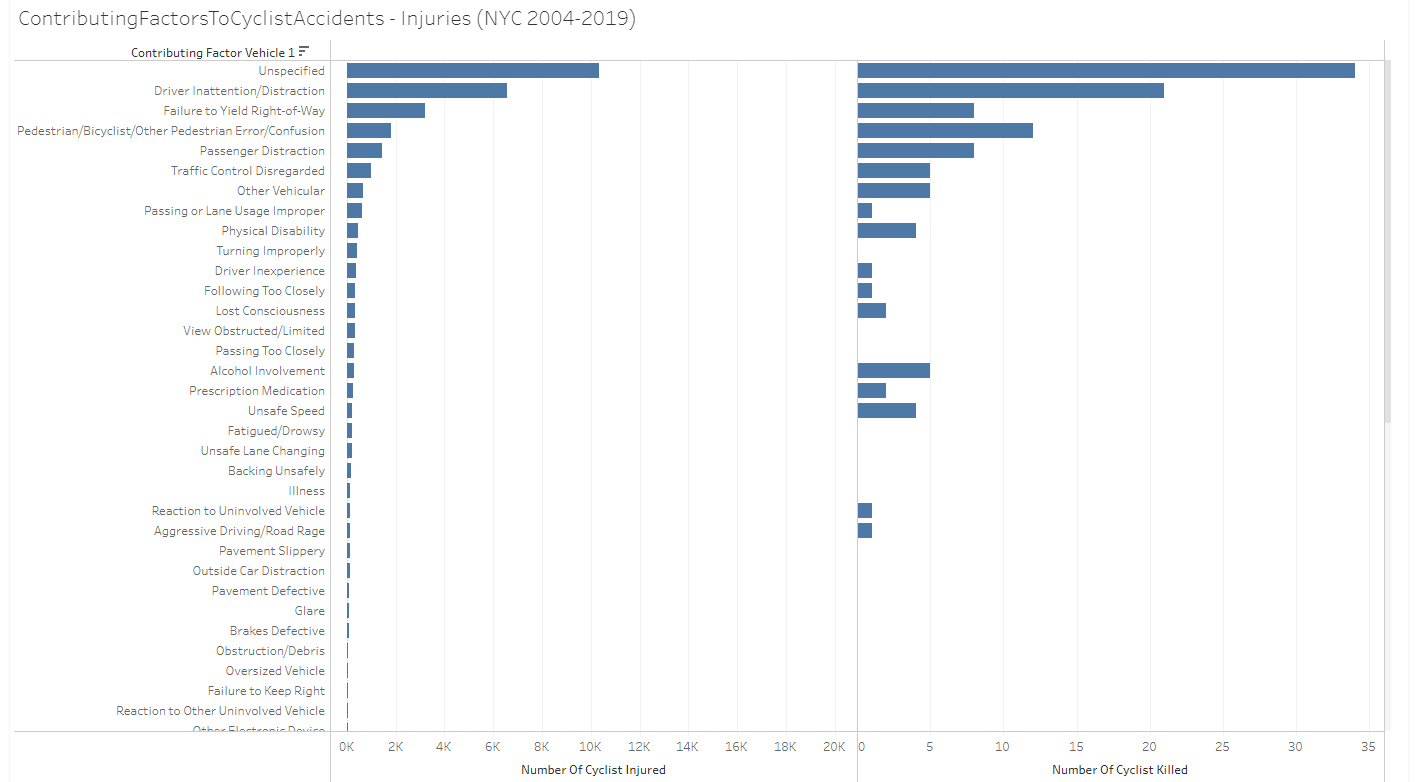 ContributingFactorsToCyclistAccidents - Injuries (NYC 2004-2019)
Contributing Factor Vehicle 1
Unspecified
Driver Inattention/Distraction
Failure to Yield Right-of-Way
Pedestrian/Bicyclist/Other Pedestrian Error/Confusion
Passenger Distraction
Traffic Control Disregarded
Other Vehicular
Passing or Lane Usage Improper
Physical Disability
Turning Improperly
Driver Inexperience
Following Too Closely
Lost Consciousness
View Obstructed/Limited
Passing Too Closely
Alcohol Involvement
Prescription Medication
Unsafe Speed
Fatigued/Drowsy
Unsafe Lane Changing
Backing Unsafely
Illness
Reaction to Uninvolved Vehicle
Aggressive Driving/Road Rage
Pavement Slippery
Outside Car Distraction
Pavement Defective
Glare
Brakes Defective
Obstruction/Debris
Oversized Vehicle
Failure to Keep Right
Reaction to Other Uninvolved Vehicle
Other Electronic Device
0K 2K 4K 6K 8K 10K 12K 14K 16K 18K 20K 0 5 10 15 20 25 30 35
Number Of Cyclist Injured Number Of Cyclist Killed